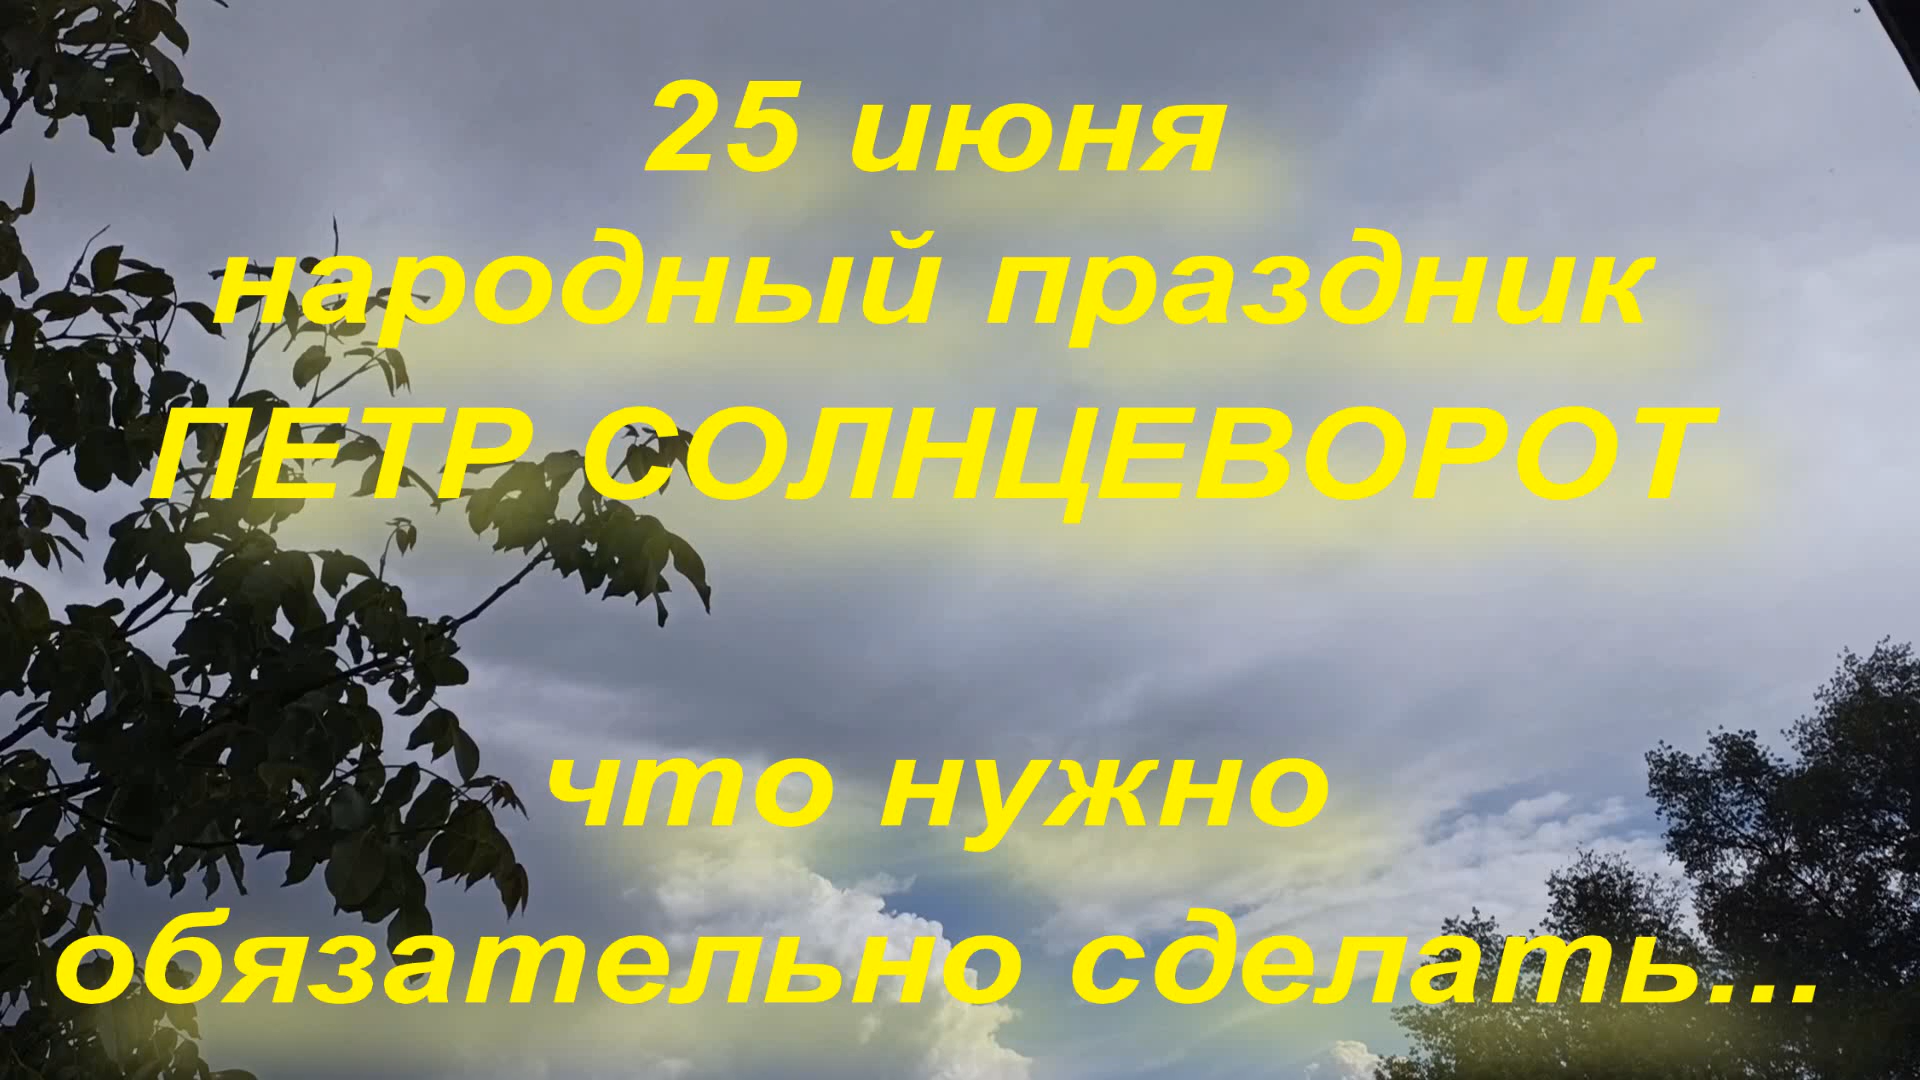 25 июня
народный праздник
ПЕТР СОЛНЦЕВОРОТ
что нужно
обязательно сделать...